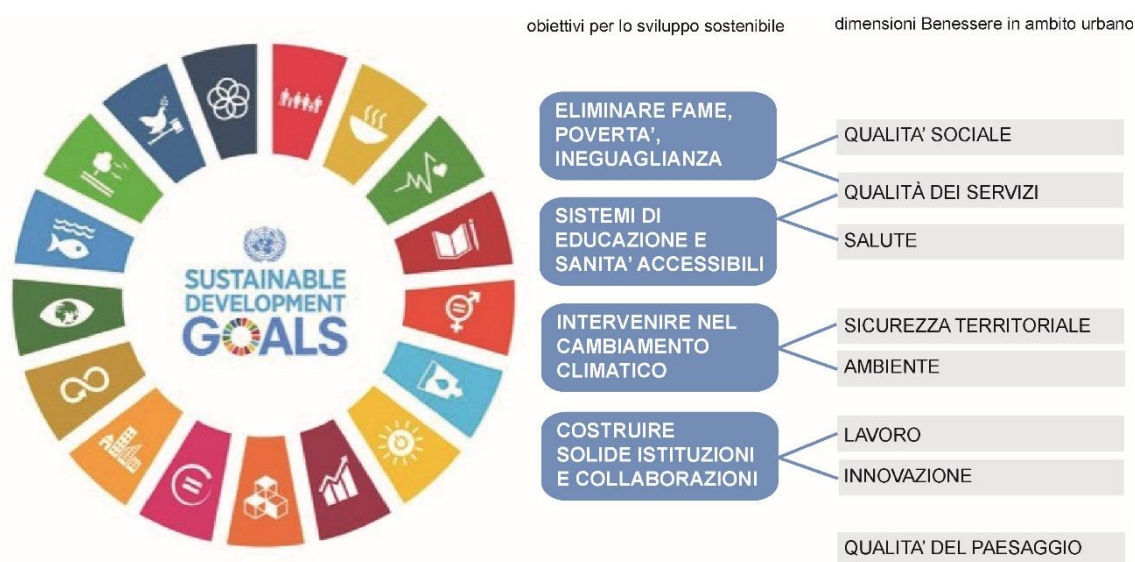 obiettivi per lo sviluppo sostenibile
dimensioni Benessere in ambito urbano
SUSTAINABLE
DEVELOPMENT
GOALS
ELIMINARE FAME,
POVERTA’,
INEGUAGLIANZA
SISTEMI DI
EDUCAZIONE E
SANITA’ ACCESSIBILI
INTERVENIRE NEL
CAMBIAMENTO
CLIMATICO
COSTRUIRE
SOLIDE ISTITUZIONI
E COLLABORAZIONI
QUALITA’ SOCIALE
QUALITÀ DEI SERVIZI
SALUTE
SICUREZZA TERRITORIALE
AMBIENTE
LAVORO
INNOVAZIONE
QUALITA’ DEL PAESAGGIO